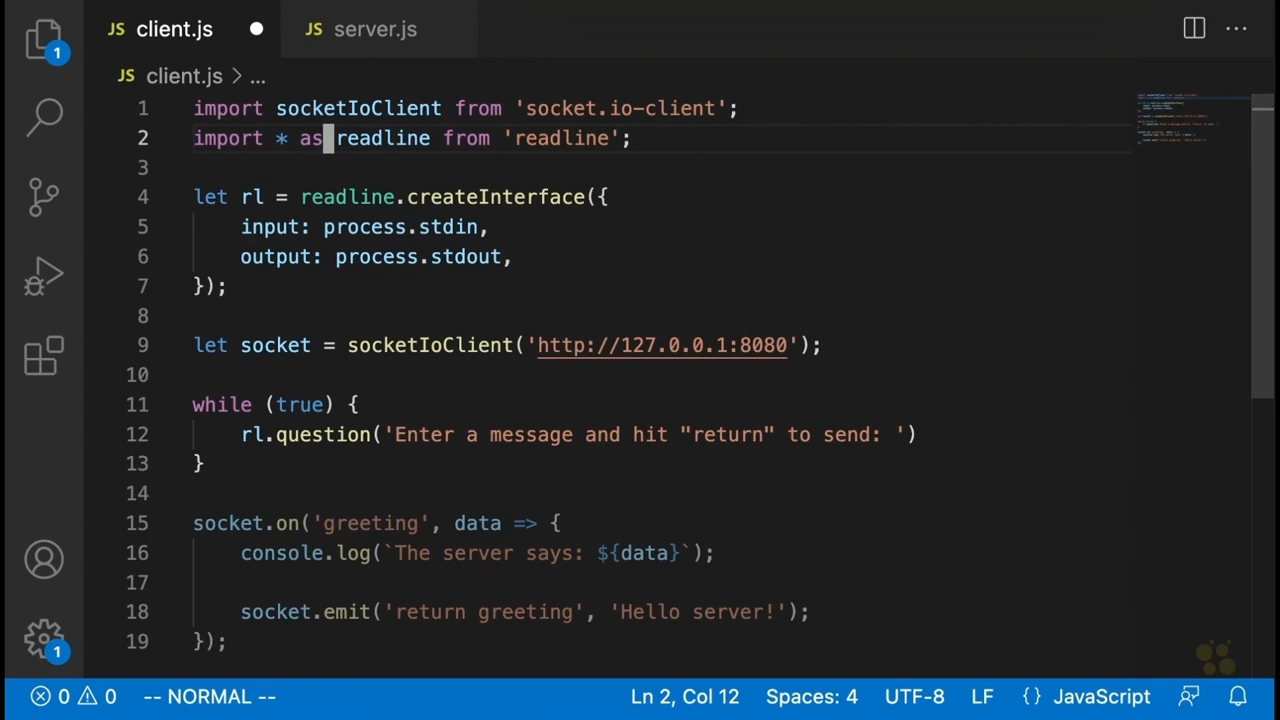 JS client.js ● JS server.js ...
1
JS client.js > ...
1 import socketIoClient from 'socket.io-client';
2 import * as readline from 'readline';
3
4 let rl = readline.createInterface({
5     input: process.stdin,
6     output: process.stdout,
7 });
8
9 let socket = socketIoClient('http://127.0.0.1:8080');
10
11 while (true) {
12     rl.question('Enter a message and hit "return" to send: ')
13 }
14
15 socket.on('greeting', data => {
16     console.log(`The server says: ${data}`);
17
18     socket.emit('return greeting', 'Hello server!');
19 });
1
0 0 -- NORMAL -- Ln 2, Col 12 Spaces: 4 UTF-8 LF {} JavaScript